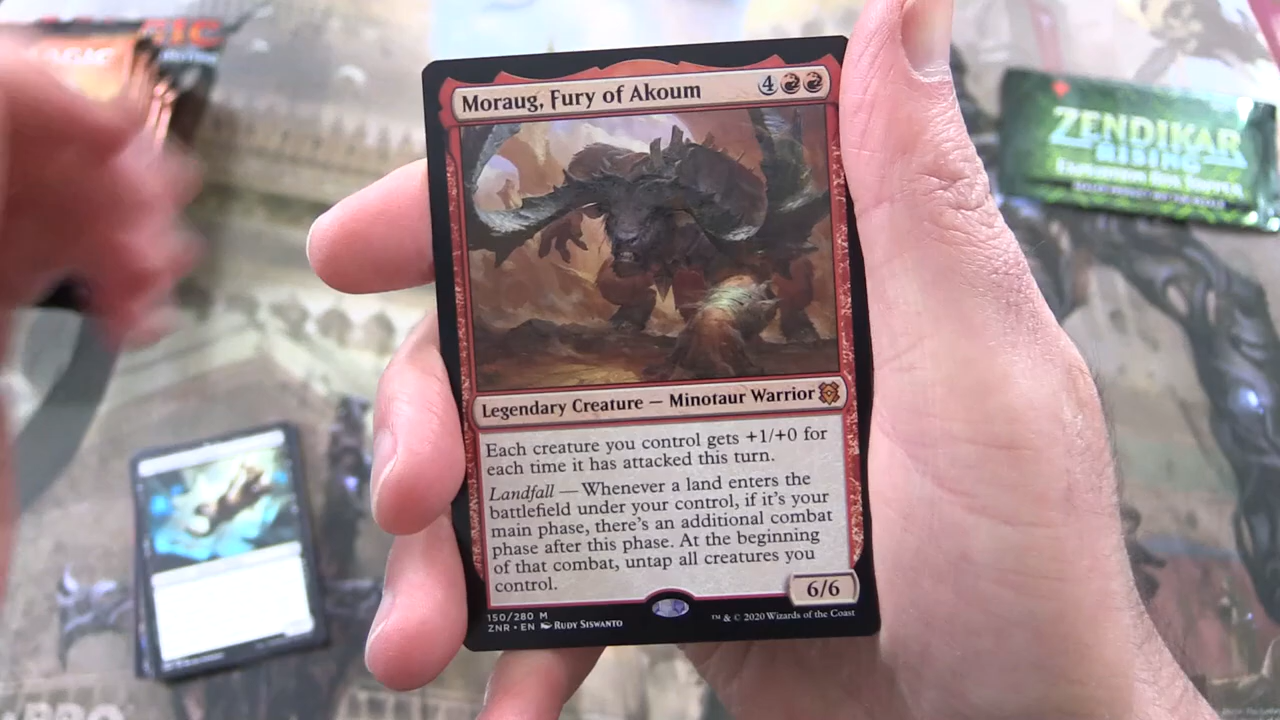 MAGIC
ZENDIKAR
RISING
Moraug, Fury of Akoum 4
Legendary Creature — Minotaur Warrior
Each creature you control gets +1/+0 for
each time it has attacked this turn.
Landfall — Whenever a land enters the
battlefield under your control, if it's your
main phase, there's an additional combat
phase after this phase. At the beginning
of that combat, untap all creatures you
control.
6/6
150/280 M
ZNR • EN RUDY SISWANTO
™ & © 2020 Wizards of the Coast